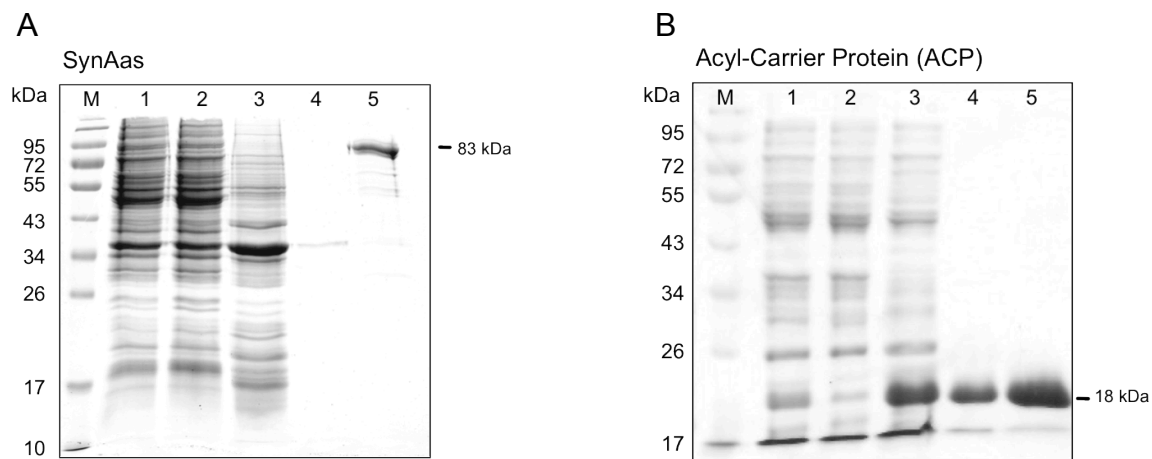 A
SynAas
kDa M 1 2 3 4 5
95
72
55
43
34
26
17
10
83 kDa
B
Acyl-Carrier Protein (ACP)
kDa M 1 2 3 4 5
95
72
55
43
34
26
17
18 kDa